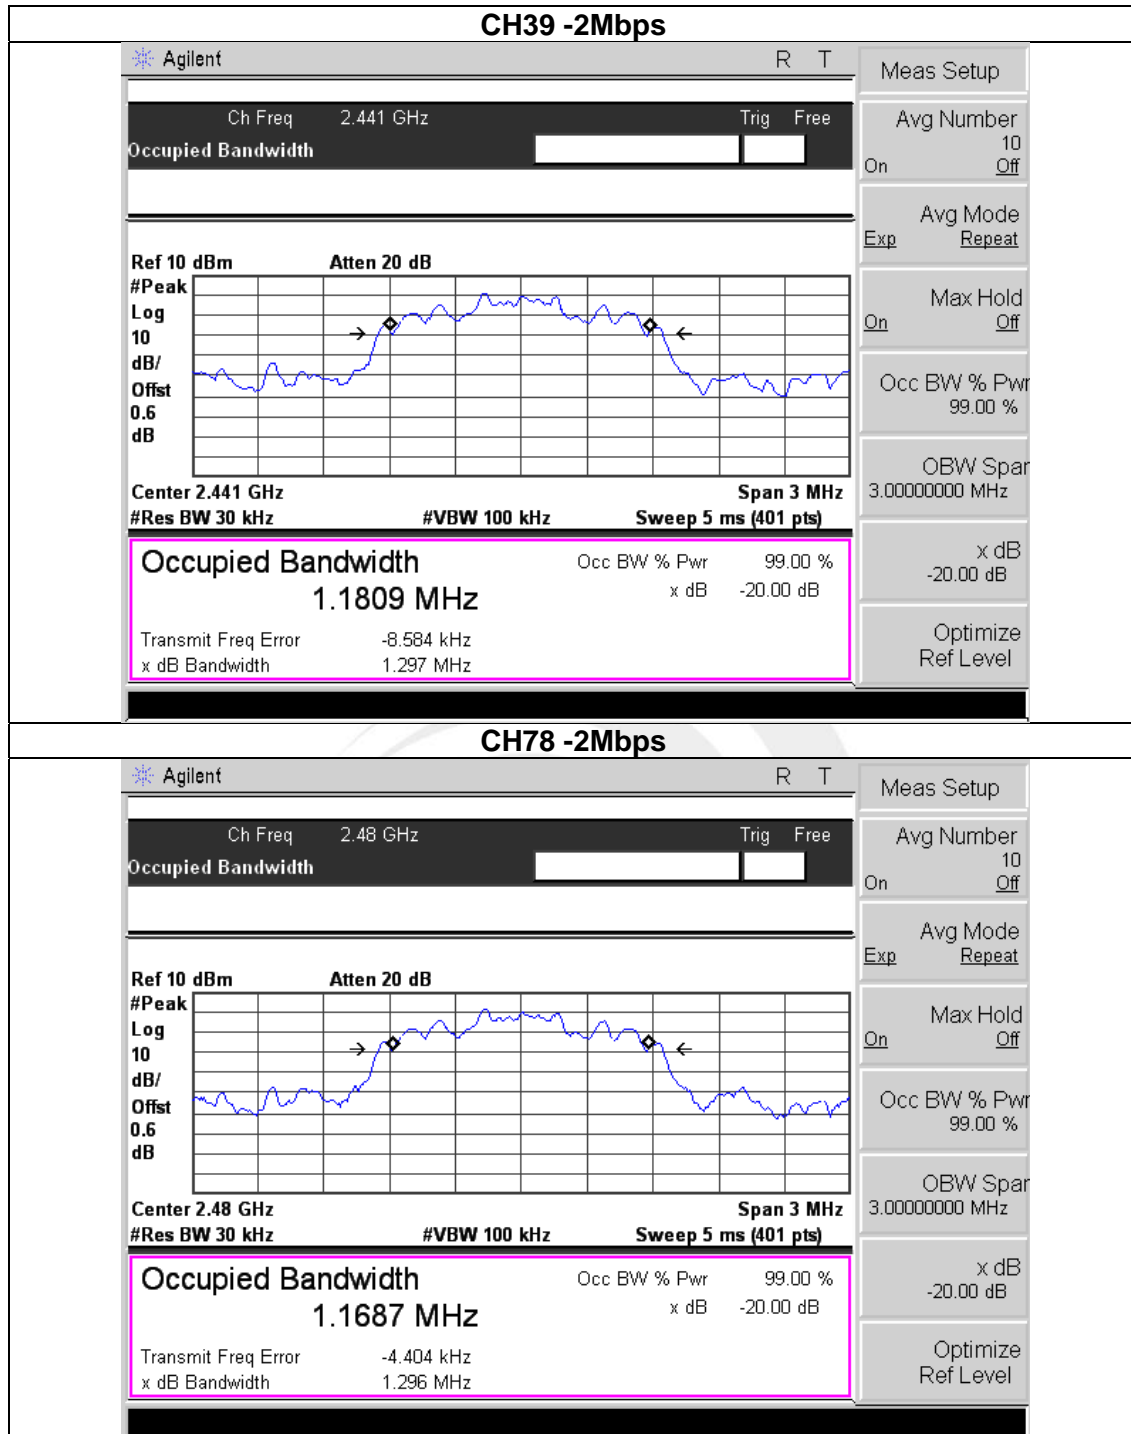 CH39 -2Mbps
Agilent R T
Ch Freq 2.441 GHz Trig Free
Occupied Bandwidth
Meas Setup
Avg Number
10
On Off
Avg Mode
Exp Repeat
Max Hold
On Off
Occ BW % Pwr
99.00 %
OBW Span
3.00000000 MHz
x dB
-20.00 dB
Optimize
Ref Level
Ref 10 dBm Atten 20 dB
#Peak
Log
10
dB/
Offst
0.6
dB
Center 2.441 GHz Span 3 MHz
#Res BW 30 kHz #VBW 100 kHz Sweep 5 ms (401 pts)
Occupied Bandwidth Occ BW % Pwr 99.00 %
1.1809 MHz x dB -20.00 dB
Transmit Freq Error -8.584 kHz
x dB Bandwidth 1.297 MHz
CH78 -2Mbps
Agilent R T
Ch Freq 2.48 GHz Trig Free
Occupied Bandwidth
Meas Setup
Avg Number
10
On Off
Avg Mode
Exp Repeat
Max Hold
On Off
Occ BW % Pwr
99.00 %
OBW Span
3.00000000 MHz
x dB
-20.00 dB
Optimize
Ref Level
Ref 10 dBm Atten 20 dB
#Peak
Log
10
dB/
Offst
0.6
dB
Center 2.48 GHz Span 3 MHz
#Res BW 30 kHz #VBW 100 kHz Sweep 5 ms (401 pts)
Occupied Bandwidth Occ BW % Pwr 99.00 %
1.1687 MHz x dB -20.00 dB
Transmit Freq Error -4.404 kHz
x dB Bandwidth 1.296 MHz